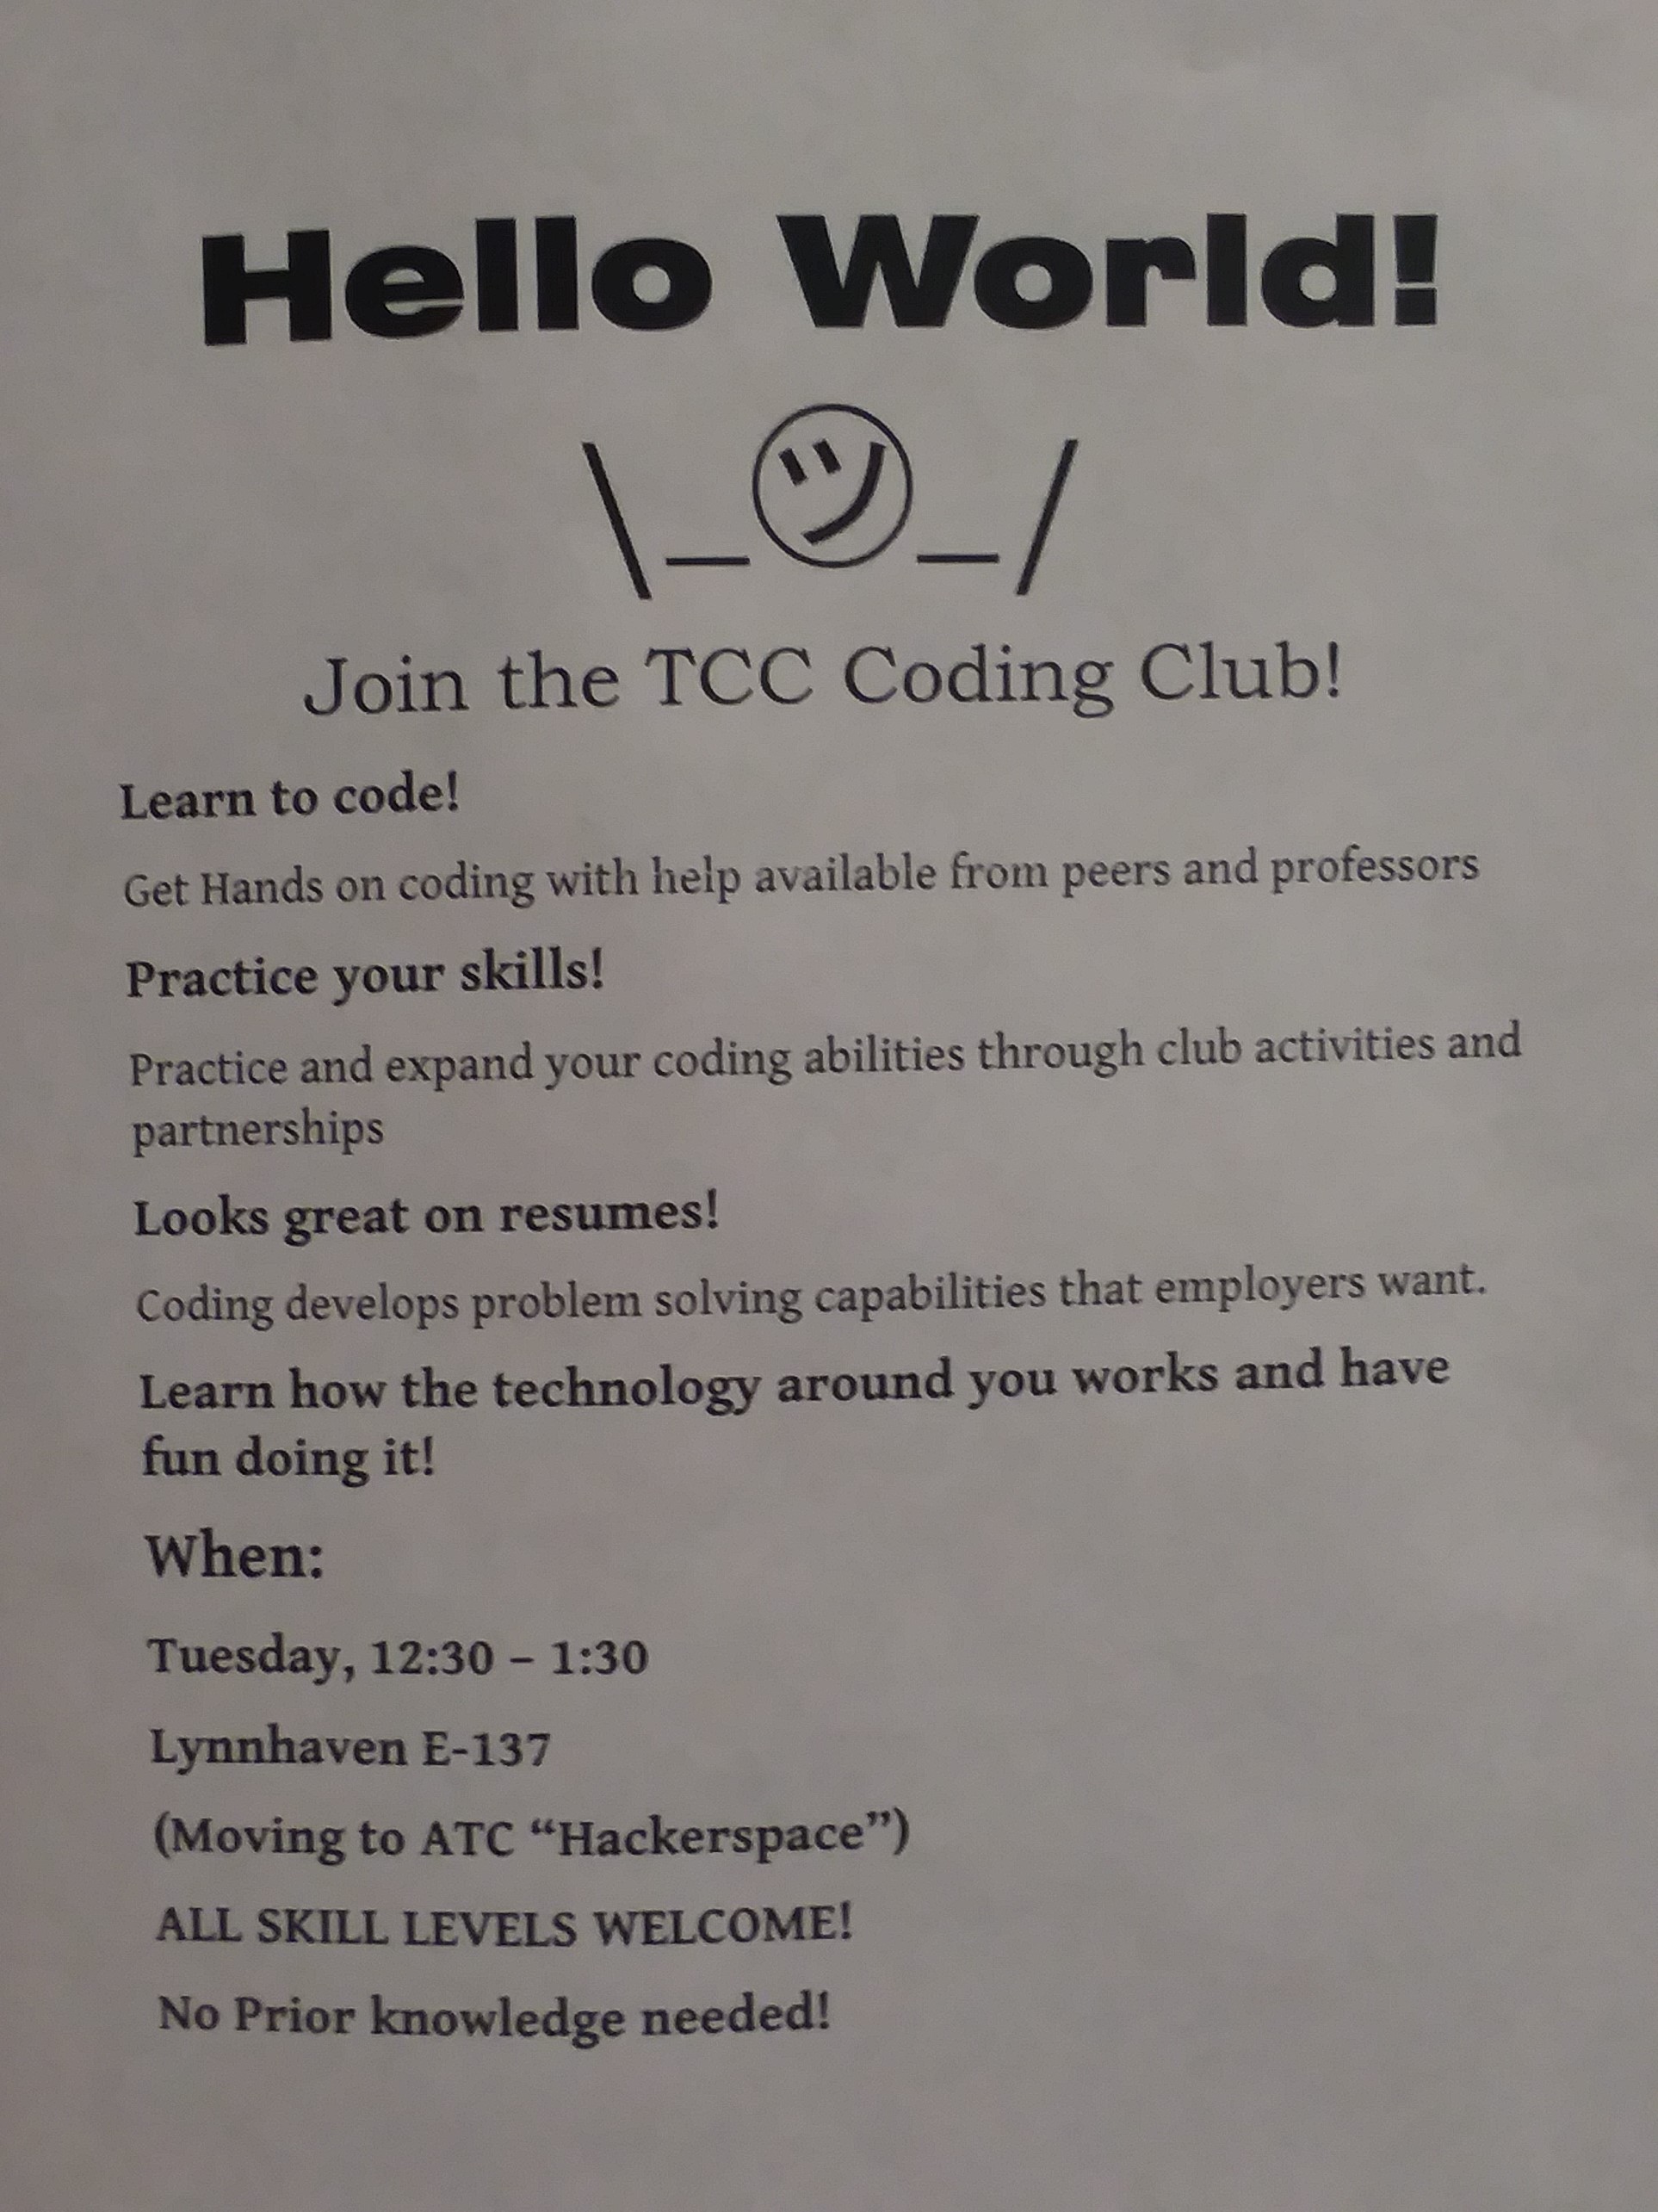 Hello World!
\_㋡_/
Join the TCC Coding Club!
Learn to code!
Get Hands on coding with help available from peers and professors
Practice your skills!
Practice and expand your coding abilities through club activities and
partnerships
Looks great on resumes!
Coding develops problem solving capabilities that employers want.
Learn how the technology around you works and have
fun doing it!
When:
Tuesday, 12:30 – 1:30
Lynnhaven E-137
(Moving to ATC “Hackerspace”)
ALL SKILL LEVELS WELCOME!
No Prior knowledge needed!